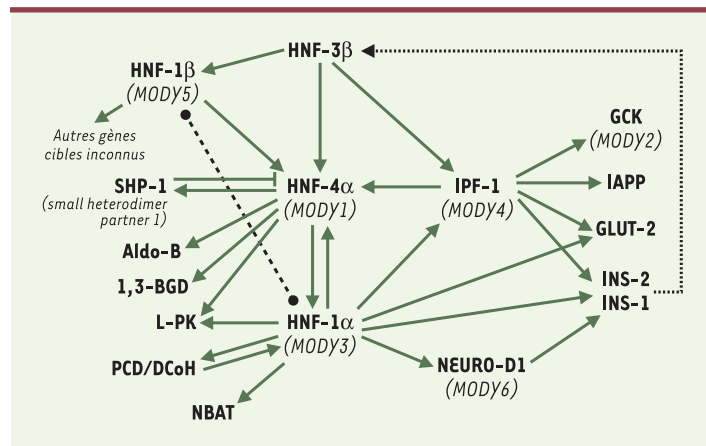 HNF-3β
HNF-1β
(MODY5)
GCK
(MODY2)
Autres gènes
cibles inconnus
SHP-1
(small heterodimer
partner 1)
HNF-4α
(MODY1)
IPF-1
(MODY4)
IAPP
GLUT-2
Aldo-B
1,3-BGD
INS-2
INS-1
L-PK
HNF-1α
(MODY3)
PCD/DCoH
NEURO-D1
(MODY6)
NBAT